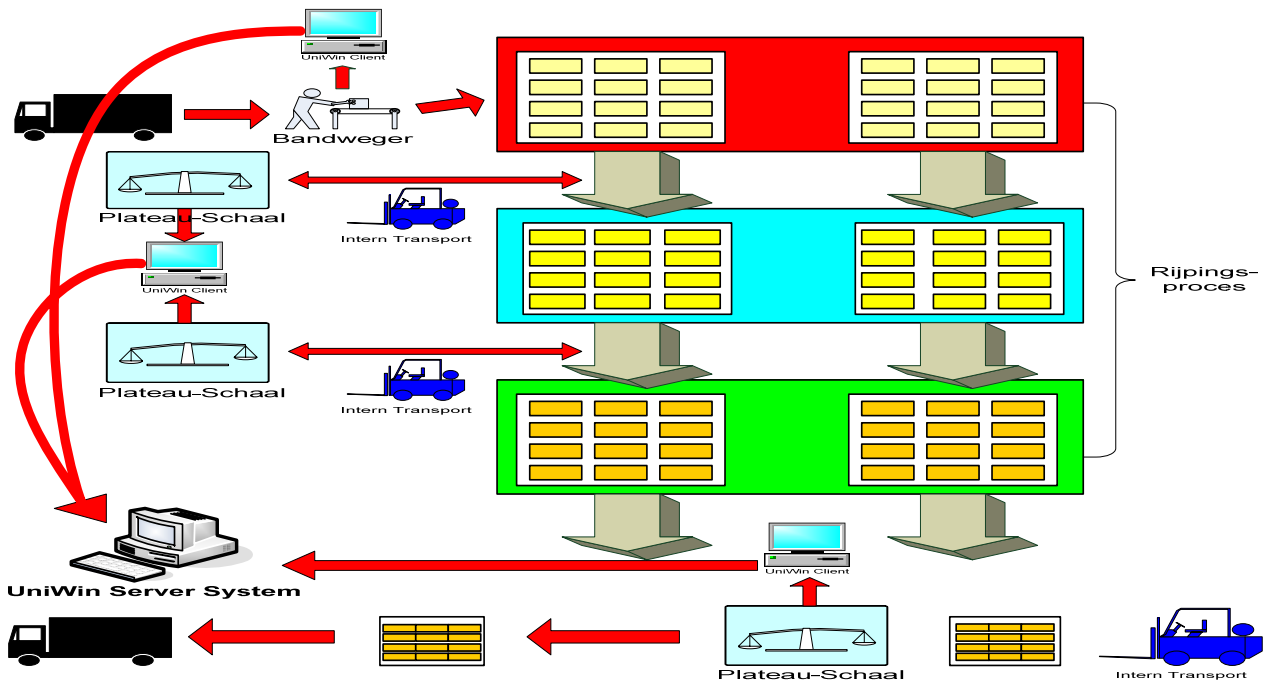 UniWin Client
Bandweger
Plateau-Schaal
Intern Transport
UniWin Client
Rijpings-
proces
Plateau-Schaal
Intern Transport
UniWin Client
UniWin Server System
Plateau-Schaal
Intern Transport